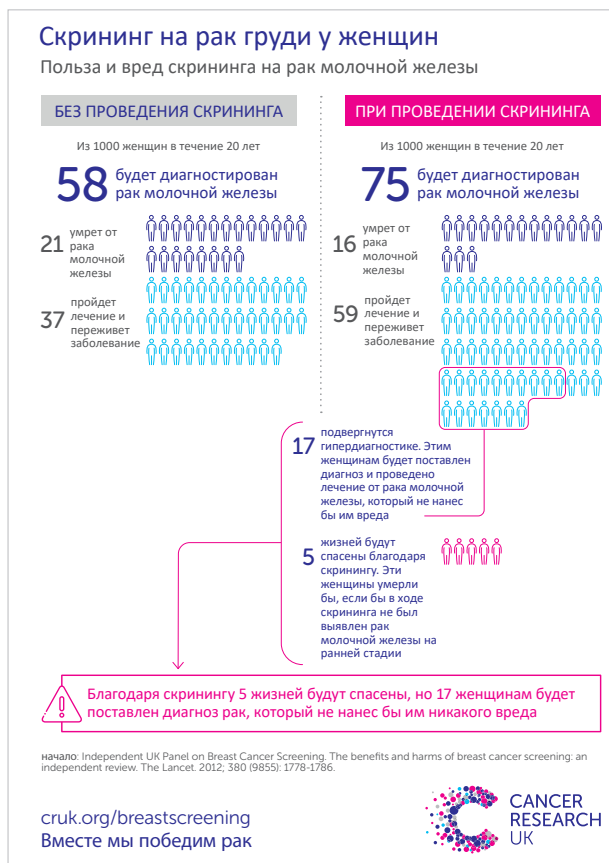 Скрининг на рак груди у женщин
Польза и вред скрининга на рак молочной железы
БЕЗ ПРОВЕДЕНИЯ СКРИНИНГА
Из 1000 женщин в течение 20 лет
58 будет диагностирован
рак молочной железы
21 умрет от
рака
молочной
железы
37 пройдет
лечение и
переживет
заболевание
ПРИ ПРОВЕДЕНИИ СКРИНИНГА
Из 1000 женщин в течение 20 лет
75 будет диагностирован
рак молочной железы
16 умрет от
рака
молочной
железы
59 пройдет
лечение и
переживет
заболевание
17 подвергнутся
гипердиагностике. Этим
женщинам будет поставлен
диагноз и проведено
лечение от рака молочной
железы, который не нанес
бы им вреда
5 жизней будут
спасены благодаря
скринингу. Эти
женщины умерли
бы, если бы в ходе
скрининга не был
выявлен рак
молочной железы на
ранней стадии
Благодаря скринингу 5 жизней будут спасены, но 17 женщинам будет
поставлен диагноз рак, который не нанес бы им никакого вреда
начало: Independent UK Panel on Breast Cancer Screening. The benefits and harms of breast cancer screening: an
independent review. The Lancet. 2012; 380 (9855): 1778-1786.
cruk.org/breastscreening
Вместе мы победим рак
CANCER
RESEARCH
UK